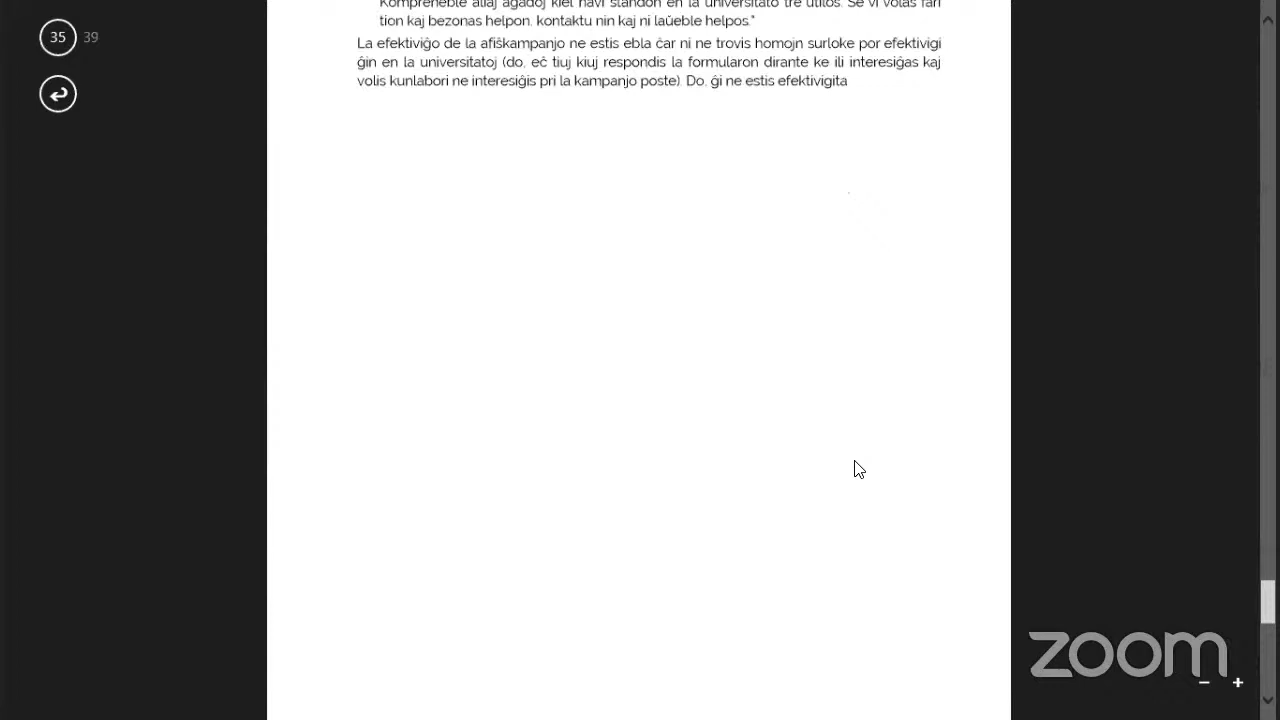 35 39
Kompreneble aliaj agadoj kiel havi standon en la universitato tre utilos. Se vi volas fari
tion kaj bezonas helpon, kontaktu nin kaj ni laŭeble helpos."
La efektiviĝo de la afiŝkampanjo ne estis ebla ĉar ni ne trovis homojn surloke por efektivigi
ĝin en la universitatoj (do, eĉ tiuj kiuj respondis la formularon dirante ke ili interesiĝas kaj
volis kunlabori ne interesiĝis pri la kampanjo poste). Do, ĝi ne estis efektivigita
zoom